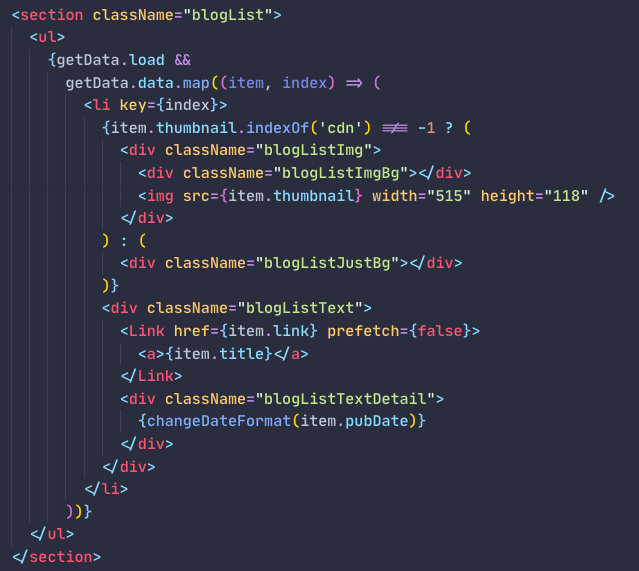 <section className="blogList">
<ul>
{getData.load &&
getData.data.map((item, index) => (
<li key={index}>
{item.thumbnail.indexOf('cdn') !== -1 ? (
<div className="blogListImg">
<div className="blogListImgBg"></div>
<img src={item.thumbnail} width="515" height="118" />
</div>
) : (
<div className="blogListJustBg"></div>
)}
<div className="blogListText">
<Link href={item.link} prefetch={false}>
<a>{item.title}</a>
</Link>
<div className="blogListTextDetail">
{changeDateFormat(item.pubDate)}
</div>
</div>
</li>
))}
</ul>
</section>